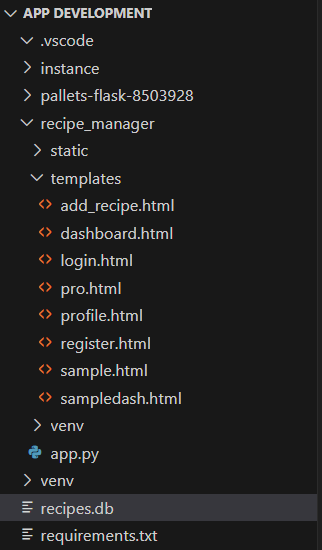 APP DEVELOPMENT
.vscode
instance
pallets-flask-8503928
recipe_manager
static
templates
add_recipe.html
dashboard.html
login.html
pro.html
profile.html
register.html
sample.html
sampledash.html
venv
app.py
venv
recipes.db
requirements.txt